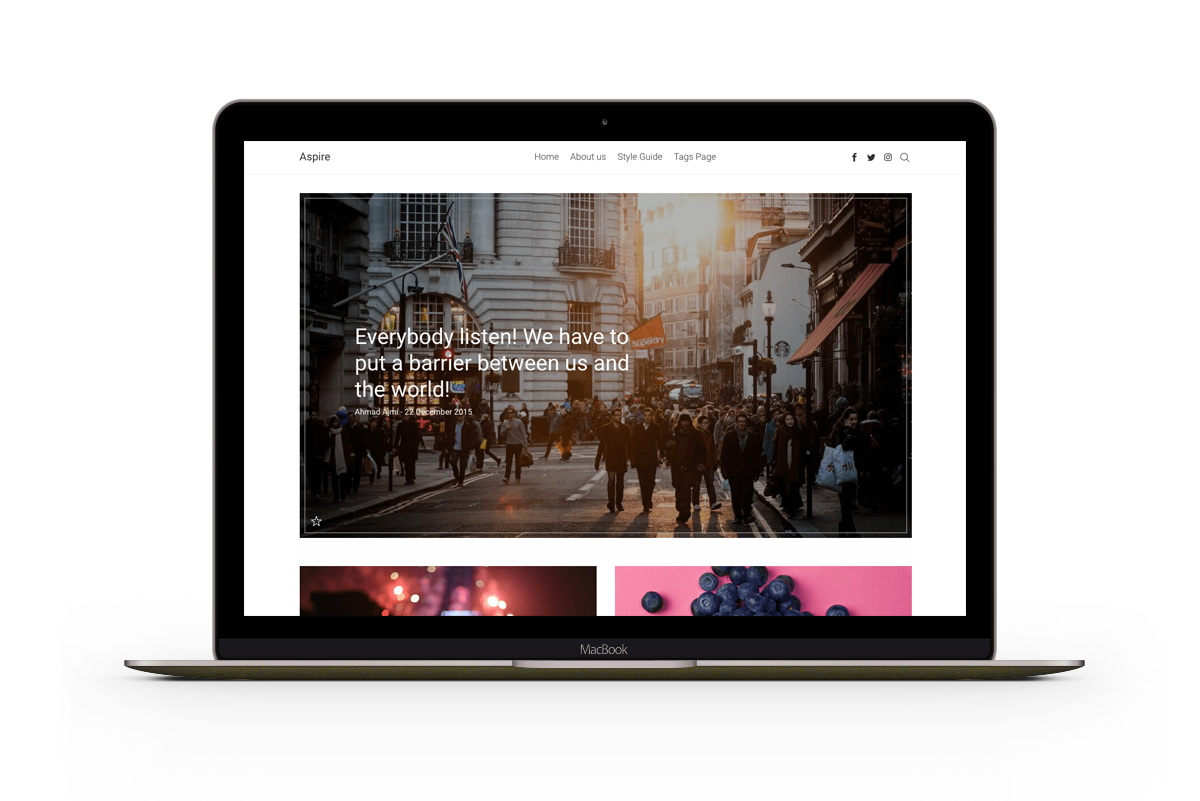 Aspire
Home About us Style Guide Tags Page
Everybody listen! We have to
put a barrier between us and
the world!
Ahmad Ajmi - 22 December 2015
superdry
MacBook